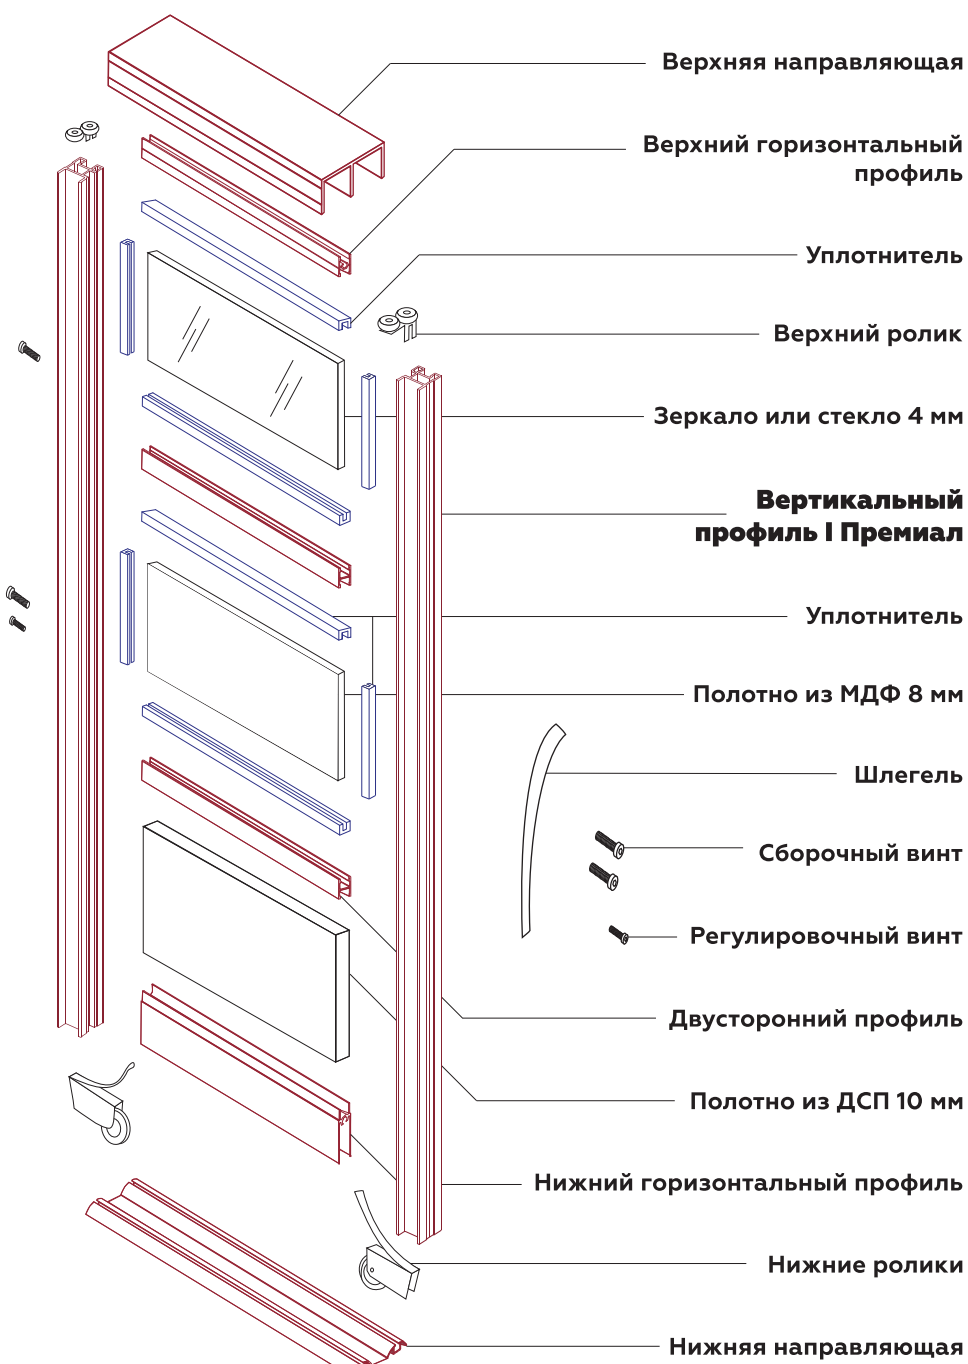 Верхняя направляющая
Верхний горизонтальный
профиль
Уплотнитель
Верхний ролик
Зеркало или стекло 4 мм
Вертикальный
профиль I Премиал
Уплотнитель
Полотно из МДФ 8 мм
Шлегель
Сборочный винт
Регулировочный винт
Двусторонний профиль
Полотно из ДСП 10 мм
Нижний горизонтальный профиль
Нижние ролики
Нижняя направляющая